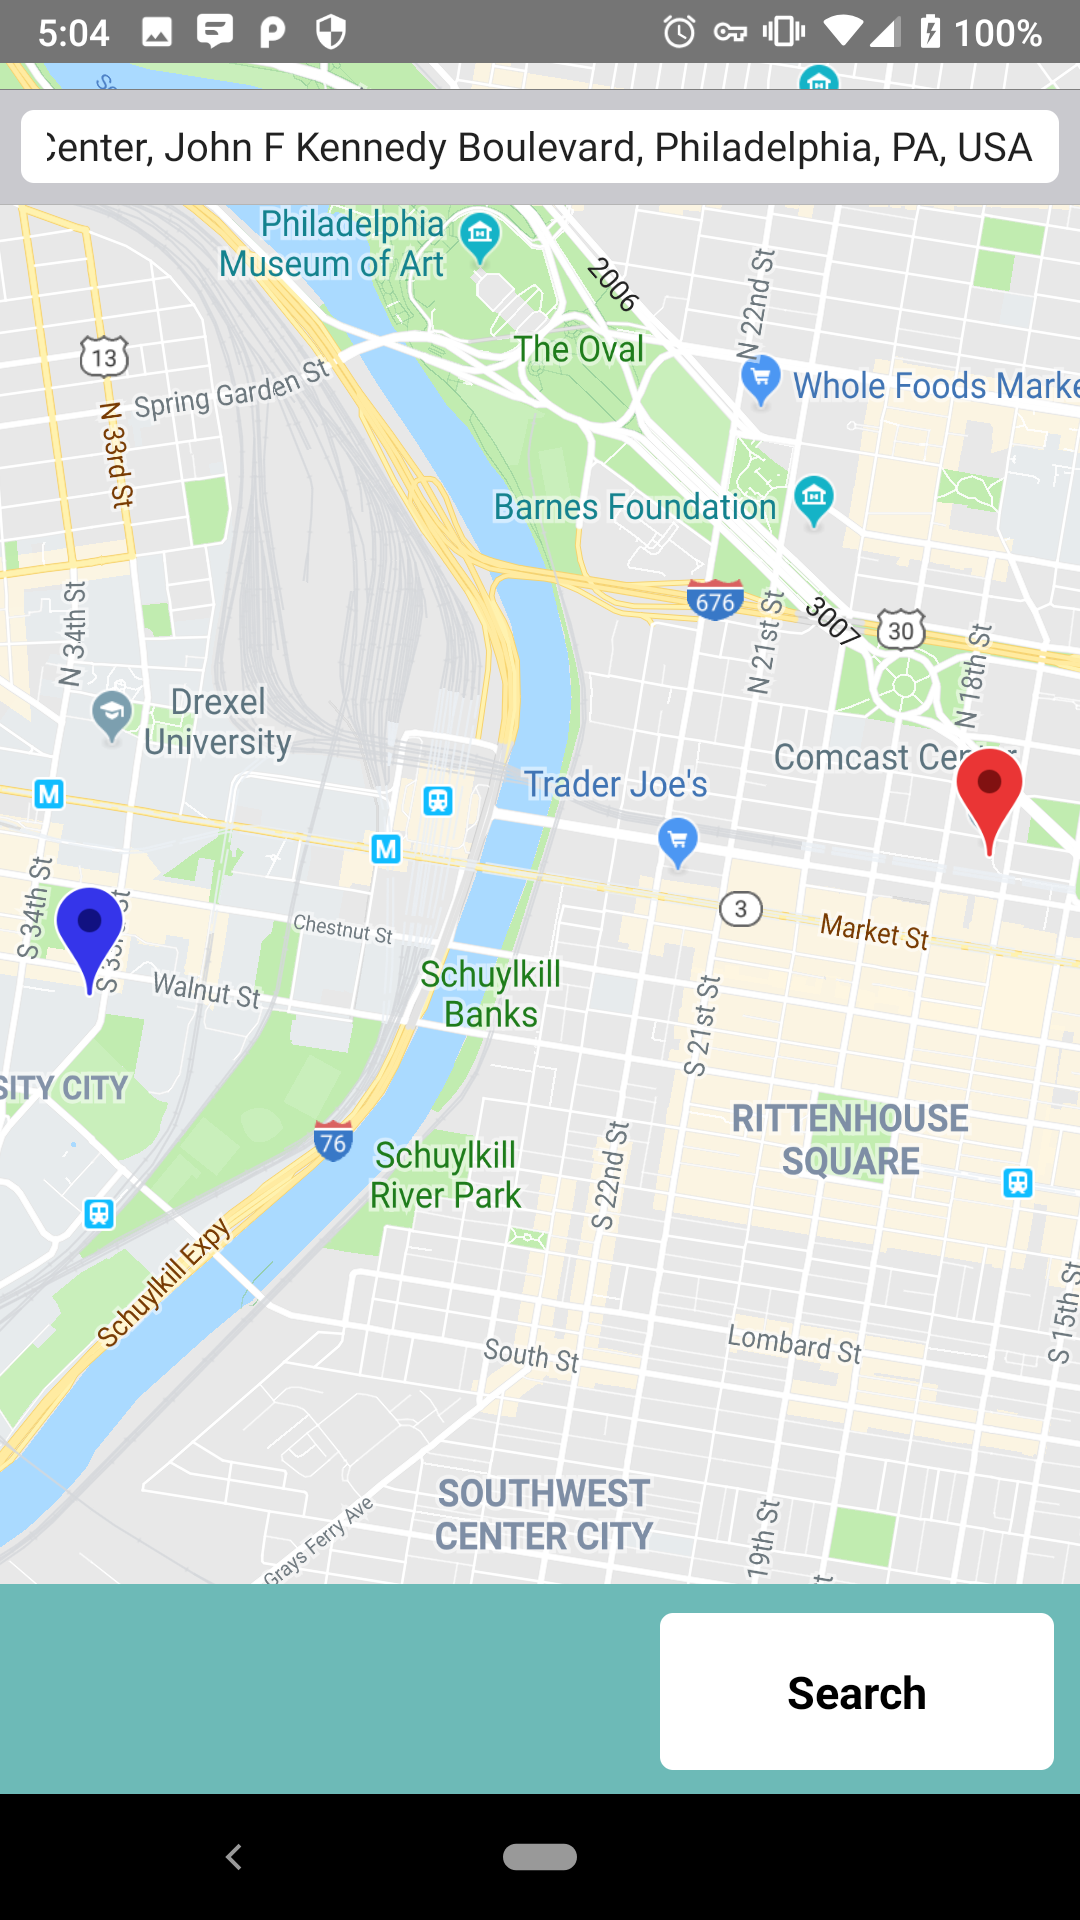 5:04
100%
Center, John F Kennedy Boulevard, Philadelphia, PA, USA
Philadelphia
Museum of Art
2006
N 22nd St
The Oval
13
Spring Garden St
Whole Foods Marke
N 33rd St
Barnes Foundation
676
N 34th St
N 21st St
3007
30
N 18th St
Drexel
University
Comcast Center
Trader Joe's
M
M
S 34th St
S 33rd St
3
Chestnut St
Market St
Schuylkill
Banks
Walnut St
S 21st St
SITY CITY
RITTENHOUSE
SQUARE
76
Schuylkill
River Park
S 22nd St
Schuylkill Expy
S 15th St
South St
Lombard St
SOUTHWEST
CENTER CITY
Grays Ferry Ave
19th St
Search